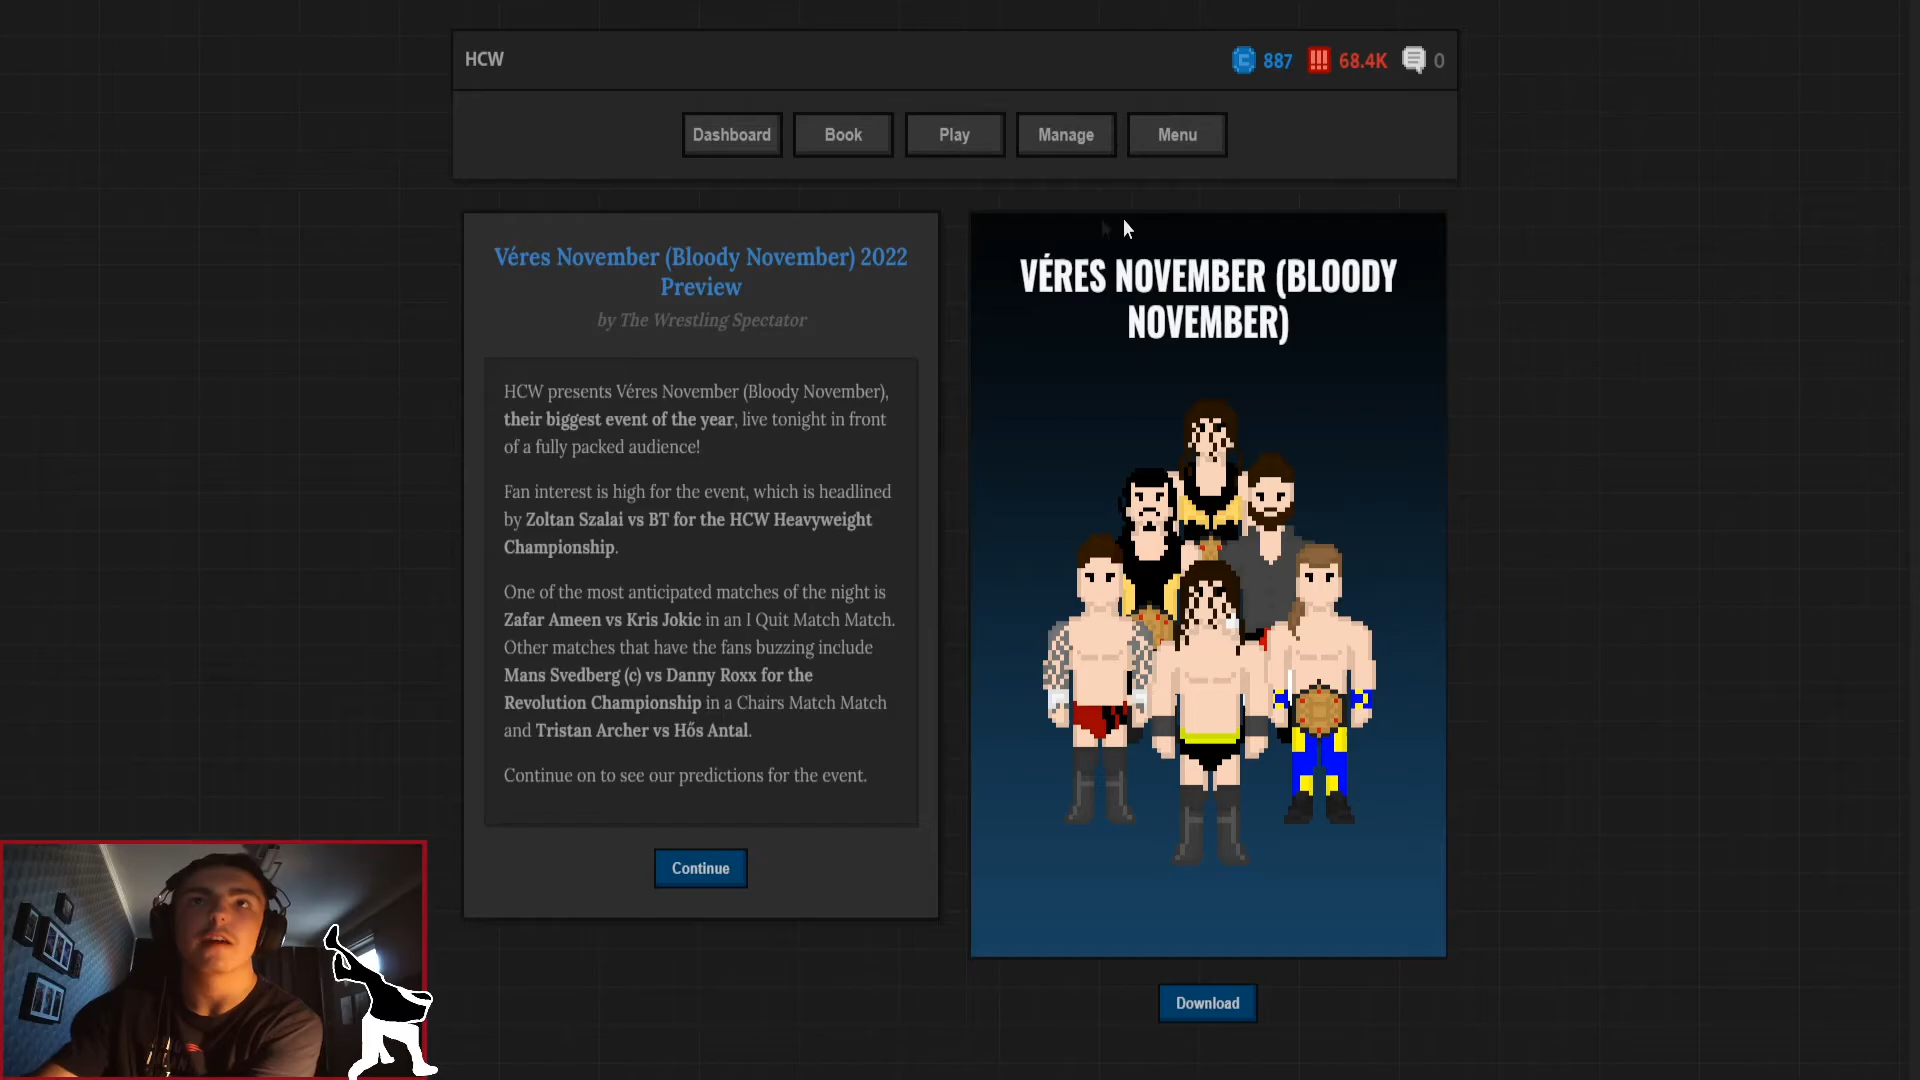 HCW
887
68.4K
0
Dashboard
Book
Play
Manage
Menu
Véres November (Bloody November) 2022
Preview
by The Wrestling Spectator
HCW presents Véres November (Bloody November),
their biggest event of the year, live tonight in front
of a fully packed audience!
Fan interest is high for the event, which is headlined
by Zoltan Szalai vs BT for the HCW Heavyweight
Championship.
One of the most anticipated matches of the night is
Zafar Ameen vs Kris Jokic in an I Quit Match Match.
Other matches that have the fans buzzing include
Mans Svedberg (c) vs Danny Roxx for the
Revolution Championship in a Chairs Match Match
and Tristan Archer vs Hős Antal.
Continue on to see our predictions for the event.
Continue
VÉRES NOVEMBER (BLOODY
NOVEMBER)
Download